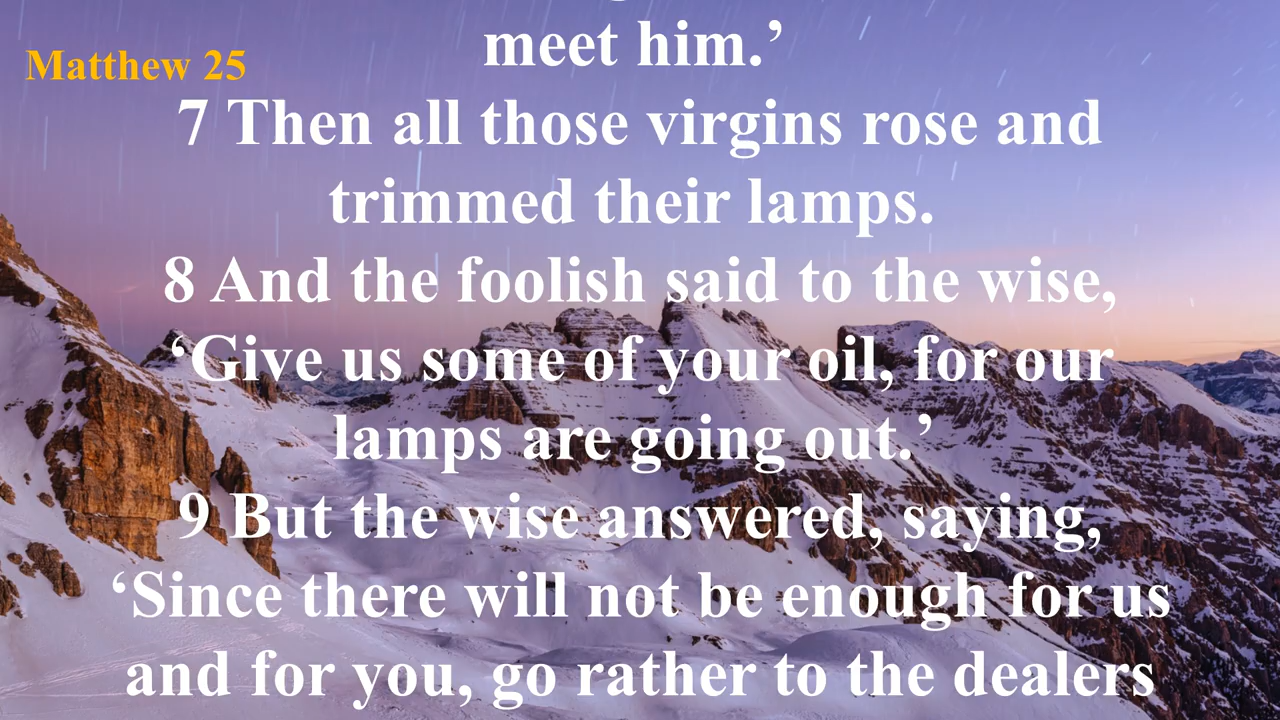 meet him.’
Matthew 25
7 Then all those virgins rose and
trimmed their lamps.
8 And the foolish said to the wise,
‘Give us some of your oil, for our
lamps are going out.’
9 But the wise answered, saying,
‘Since there will not be enough for us
and for you, go rather to the dealers